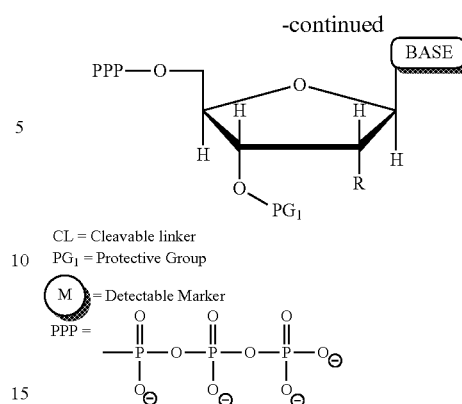 -continued
BASE
PPP—O
O
H H
5
H
O R
PG1
CL = Cleavable linker
10 PG1 = Protective Group
M = Detectable Marker
PPP =
O O O
P—O—P—O—P—O⊖
O⊖ O⊖ O⊖
15